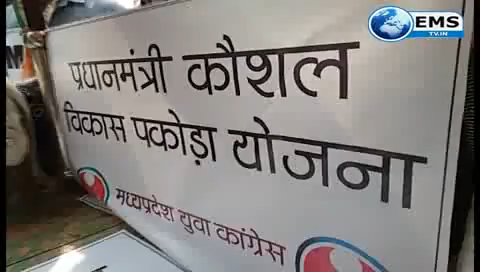 EMS
TV.IN
प्रधानमंत्री कौशल
विकास पकोड़ा योजना
मध्यप्रदेश युवा कांग्रेस